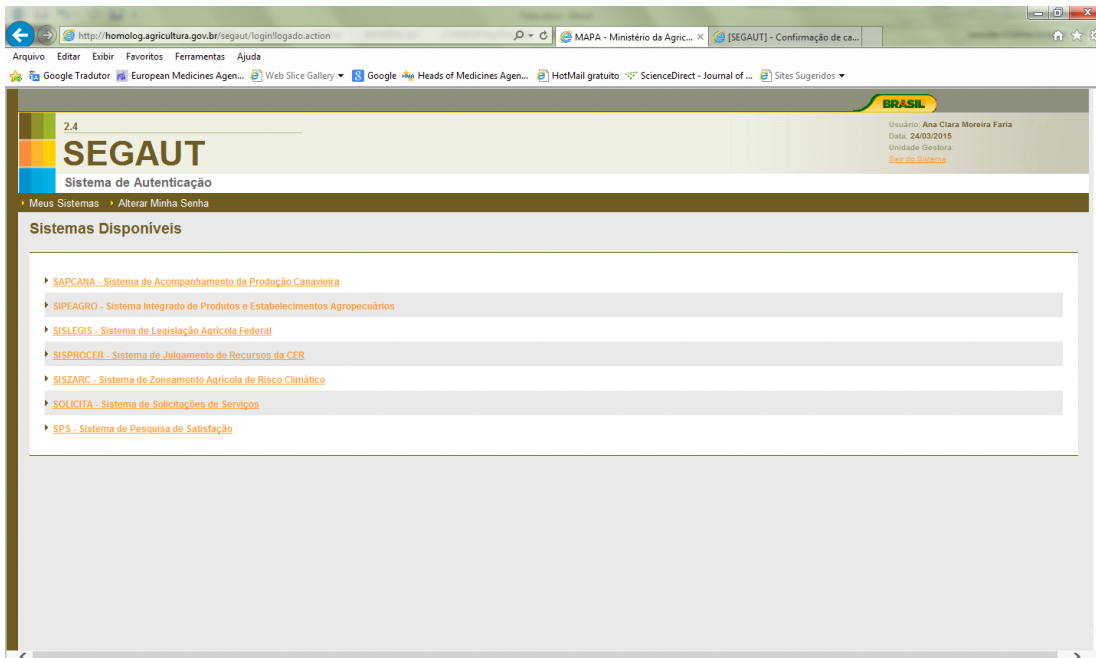 http://homolog.agricultura.gov.br/segaut/login!logado.action
MAPA - Ministério da Agric...
[SEGAUT] - Confirmação de ca...
Arquivo Editar Exibir Favoritos Ferramentas Ajuda
Google Tradutor European Medicines Agen... Web Slice Gallery Google Heads of Medicines Agen... HotMail gratuito ScienceDirect - Journal of ... Sites Sugeridos
BRASIL
2.4
SEGAUT
Sistema de Autenticação
Usuário: Ana Clara Moreira Faria
Data: 24/03/2015
Unidade Gestora:
Sair do Sistema
Meus Sistemas Alterar Minha Senha
Sistemas Disponíveis
SAPCANA - Sistema de Acompanhamento da Produção Canavieira
SIPEAGRO - Sistema Integrado de Produtos e Estabelecimentos Agropecuários
SISLEGIS - Sistema de Legislação Agrícola Federal
SISPROCER - Sistema de Julgamento de Recursos da CER
SISZARC - Sistema de Zoneamento Agrícola de Risco Climático
SOLICITA - Sistema de Solicitações de Serviços
SPS - Sistema de Pesquisa de Satisfação